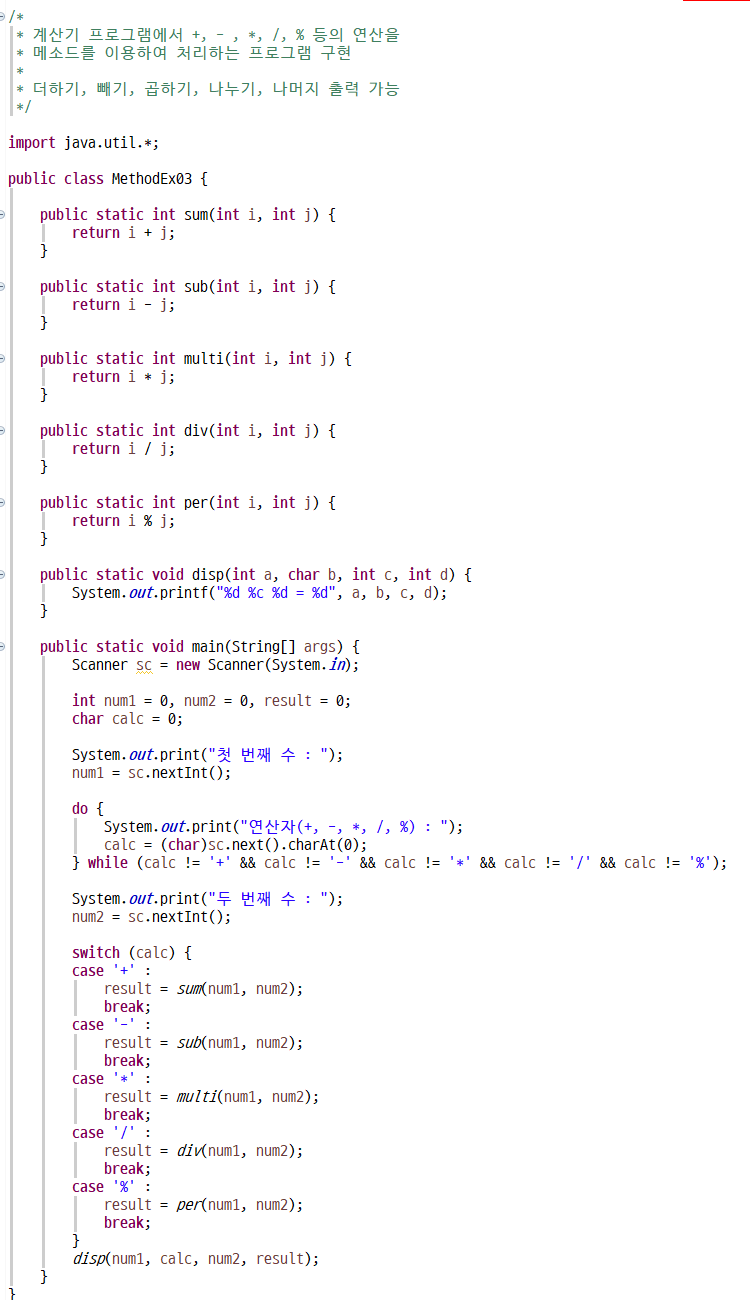 /*
 * 계산기 프로그램에서 +, - , *, /, % 등의 연산을
 * 메소드를 이용하여 처리하는 프로그램 구현
 *
 * 더하기, 빼기, 곱하기, 나누기, 나머지 출력 가능
 */
import java.util.*;
public class MethodEx03 {
    public static int sum(int i, int j) {
        return i + j;
    }
    public static int sub(int i, int j) {
        return i - j;
    }
    public static int multi(int i, int j) {
        return i * j;
    }
    public static int div(int i, int j) {
        return i / j;
    }
    public static int per(int i, int j) {
        return i % j;
    }
    public static void disp(int a, char b, int c, int d) {
        System.out.printf("%d %c %d = %d", a, b, c, d);
    }
    public static void main(String[] args) {
        Scanner sc = new Scanner(System.in);
        int num1 = 0, num2 = 0, result = 0;
        char calc = 0;
        System.out.print("첫 번째 수 : ");
        num1 = sc.nextInt();
        do {
            System.out.print("연산자(+, -, *, /, %) : ");
            calc = (char)sc.next().charAt(0);
        } while (calc != '+' && calc != '-' && calc != '*' && calc != '/' && calc != '%');
        System.out.print("두 번째 수 : ");
        num2 = sc.nextInt();
        switch (calc) {
        case '+' :
            result = sum(num1, num2);
            break;
        case '-' :
            result = sub(num1, num2);
            break;
        case '*' :
            result = multi(num1, num2);
            break;
        case '/' :
            result = div(num1, num2);
            break;
        case '%' :
            result = per(num1, num2);
            break;
        }
        disp(num1, calc, num2, result);
    }
}